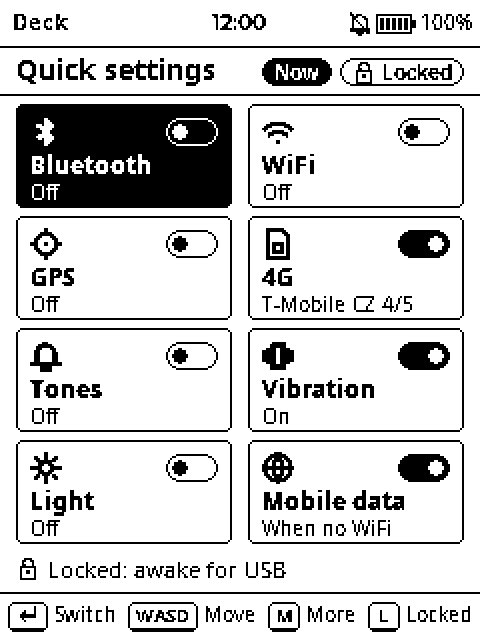 Deck 12:00 100%
Quick settings Now Locked
Bluetooth
Off
WiFi
Off
GPS
Off
4G
T-Mobile CZ 4/5
Tones
Off
Vibration
On
Light
Off
Mobile data
When no WiFi
Locked: awake for USB
↵ Switch WASD Move M More L Locked